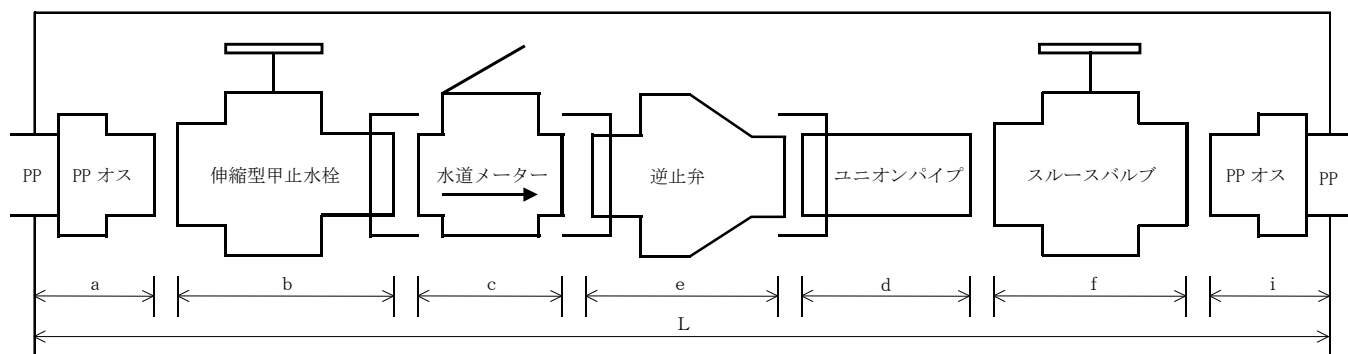 PP
PP オス
伸縮型甲止水栓
水道メーター
逆止弁
ユニオンパイプ
スルースバルブ
PP オス
PP
a
b
c
e
d
f
i
L